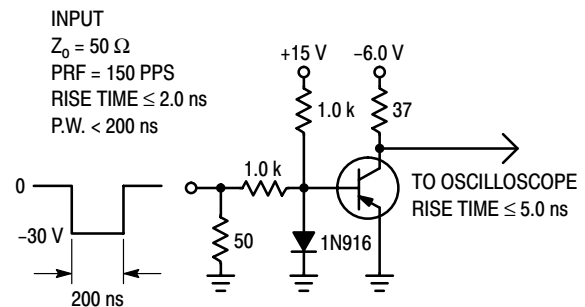 INPUT
Z₀ = 50 Ω
PRF = 150 PPS
RISE TIME ≤ 2.0 ns
P.W. < 200 ns
+15 V
−6.0 V
1.0 k
37
1.0 k
0
TO OSCILLOSCOPE
RISE TIME ≤ 5.0 ns
−30 V
50
1N916
200 ns